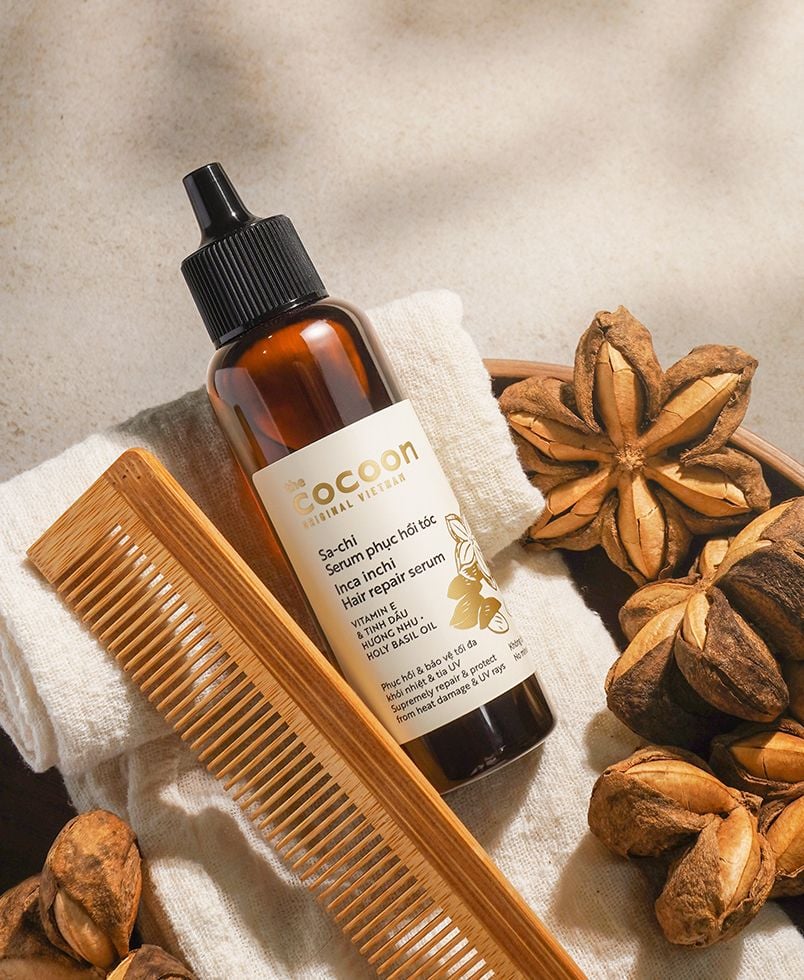 the
cocoon
ORIGINAL VIETNAM
Sa-chi
Serum phục hồi tóc
Inca inchi
Hair repair serum
VITAMIN E
& TINH DẦU
HƯƠNG NHU .
HOLY BASIL OIL
Phục hồi & bảo vệ tối đa
khỏi nhiệt & tia UV
Supremely repair & protect
from heat damage & UV rays
Không
No